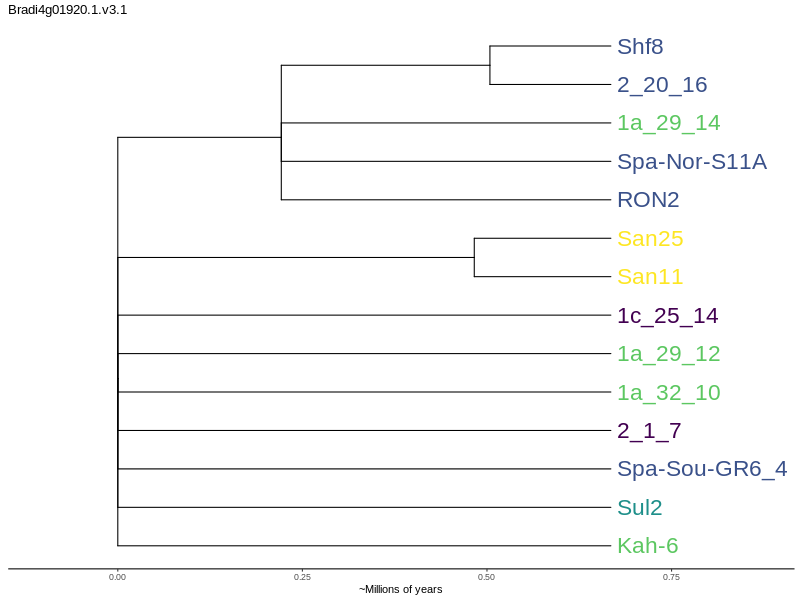 Bradi4g01920.1.v3.1
Shf8
2_20_16
1a_29_14
Spa-Nor-S11A
RON2
San25
San11
1c_25_14
1a_29_12
1a_32_10
2_1_7
Spa-Sou-GR6_4
Sul2
Kah-6
0.00 0.25 0.50 0.75
~Millions of years